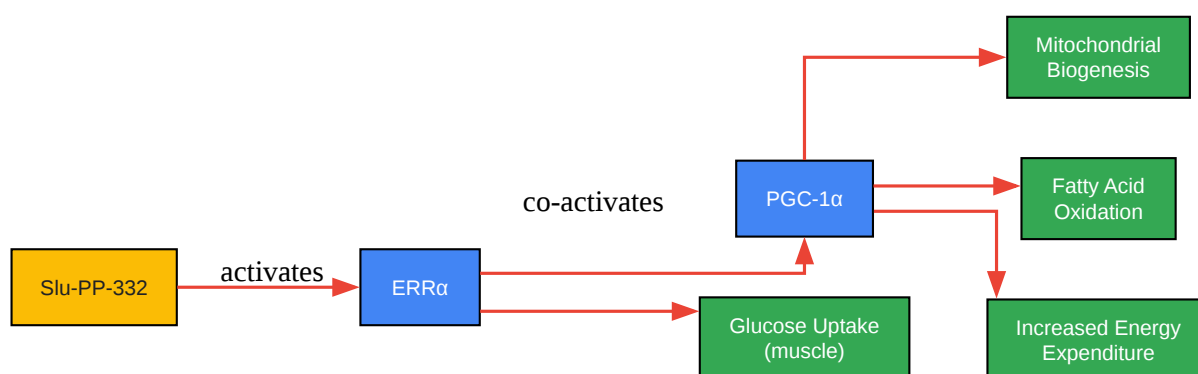 Mitochondrial
Biogenesis
Fatty Acid
Oxidation
PGC-1α
co-activates
Slu-PP-332
activates
ERRα
Glucose Uptake
(muscle)
Increased Energy
Expenditure